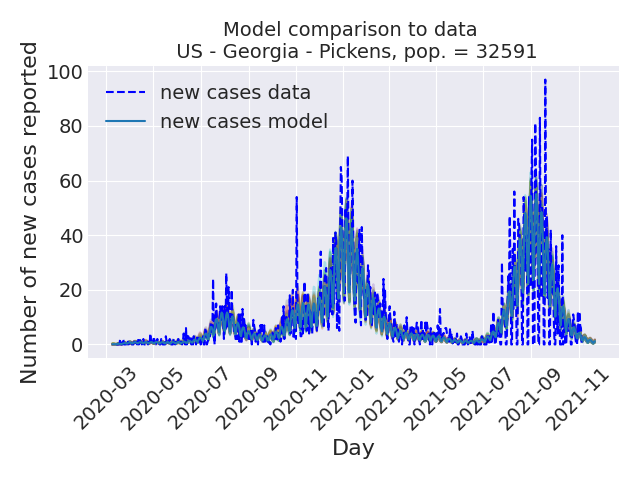 Model comparison to data
US - Georgia - Pickens, pop. = 32591
Number of new cases reported
100
80
60
40
20
0
new cases data
new cases model
2020-03
2020-05
2020-07
2020-09
2020-11
2021-01
2021-03
2021-05
2021-07
2021-09
2021-11
Day